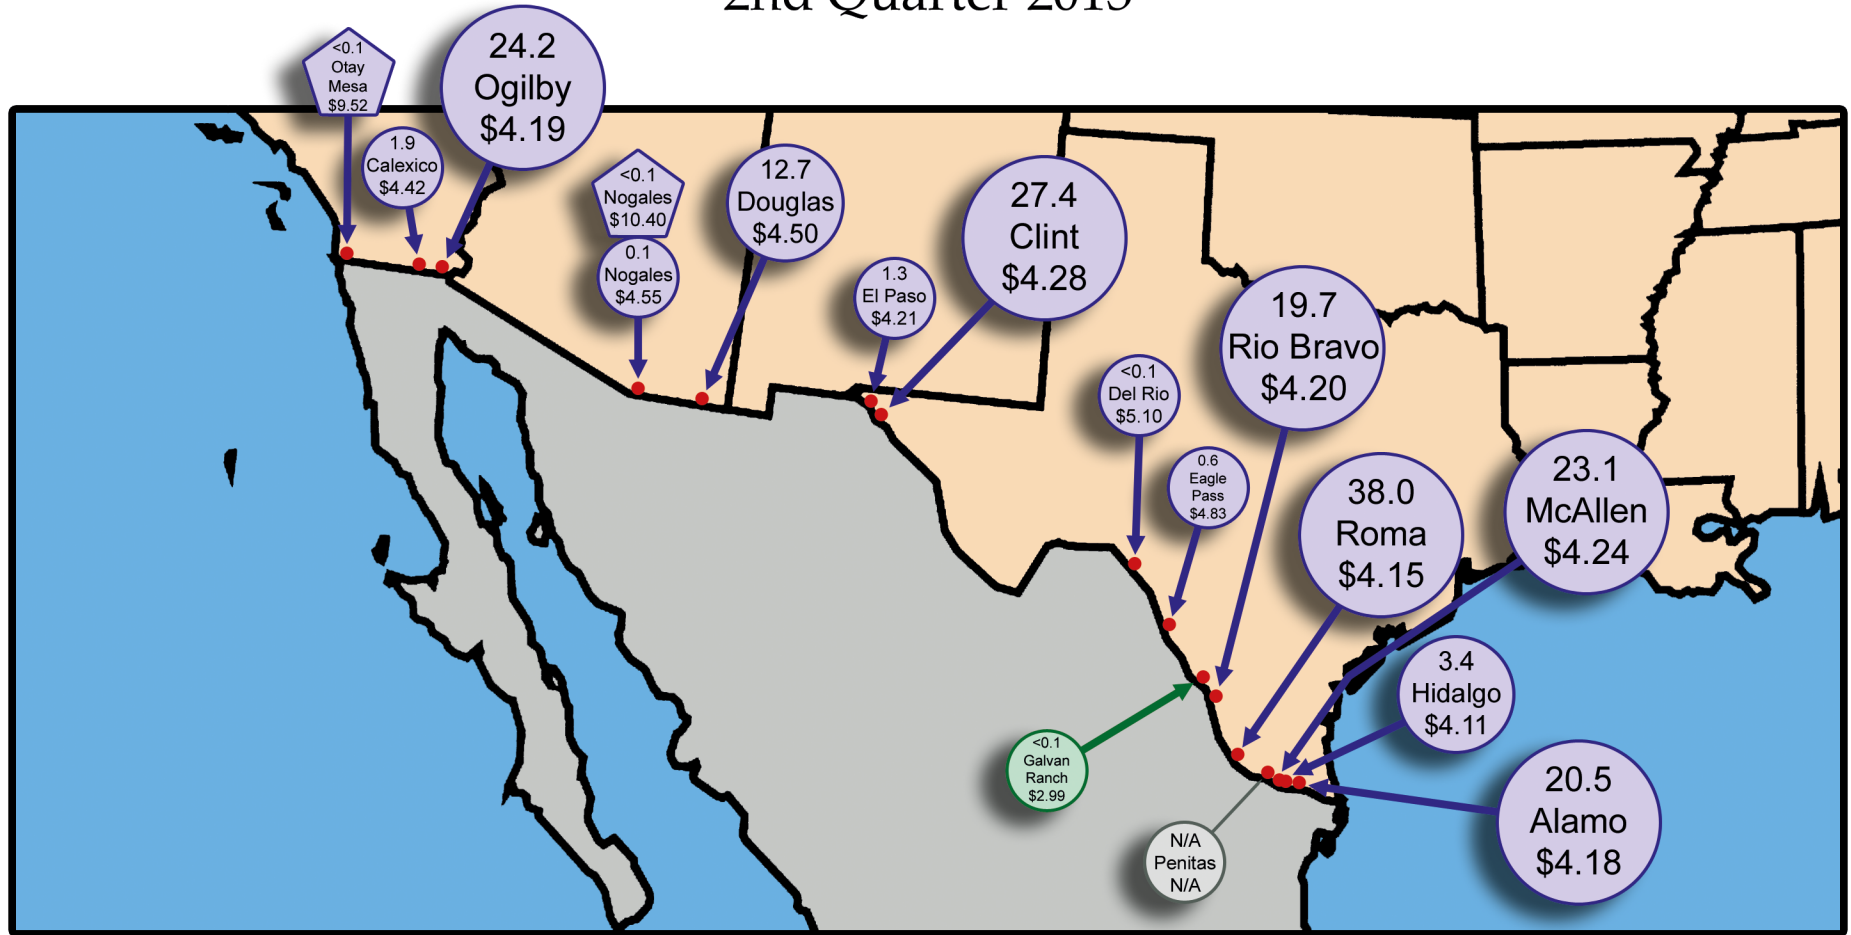 2nd Quarter 2013
<0.1
Otay
Mesa
$9.52
24.2
Ogilby
$4.19
1.9
Calexico
$4.42
<0.1
Nogales
$10.40
0.1
Nogales
$4.55
12.7
Douglas
$4.50
1.3
El Paso
$4.21
27.4
Clint
$4.28
<0.1
Del Rio
$5.10
0.6
Eagle
Pass
$4.83
19.7
Rio Bravo
$4.20
38.0
Roma
$4.15
23.1
McAllen
$4.24
3.4
Hidalgo
$4.11
20.5
Alamo
$4.18
<0.1
Galvan
Ranch
$2.99
N/A
Penitas
N/A